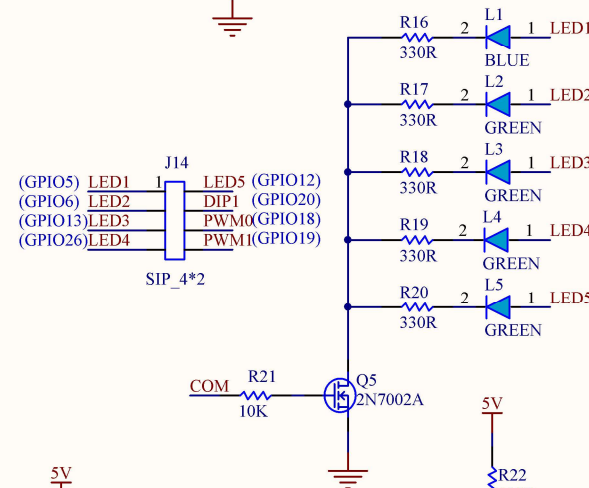 R16 2 L1 1 LED1
330R BLUE
R17 2 L2 1 LED2
330R GREEN
R18 2 L3 1 LED3
330R GREEN
R19 2 L4 1 LED4
330R GREEN
R20 2 L5 1 LED5
330R GREEN
J14
(GPIO5) LED1 1 LED5 (GPIO12)
(GPIO6) LED2 DIP1 (GPIO20)
(GPIO13) LED3 PWM0 (GPIO18)
(GPIO26) LED4 PWM1 (GPIO19)
SIP_4*2
COM R21 Q5
10K 2N7002A
5V
5V R22